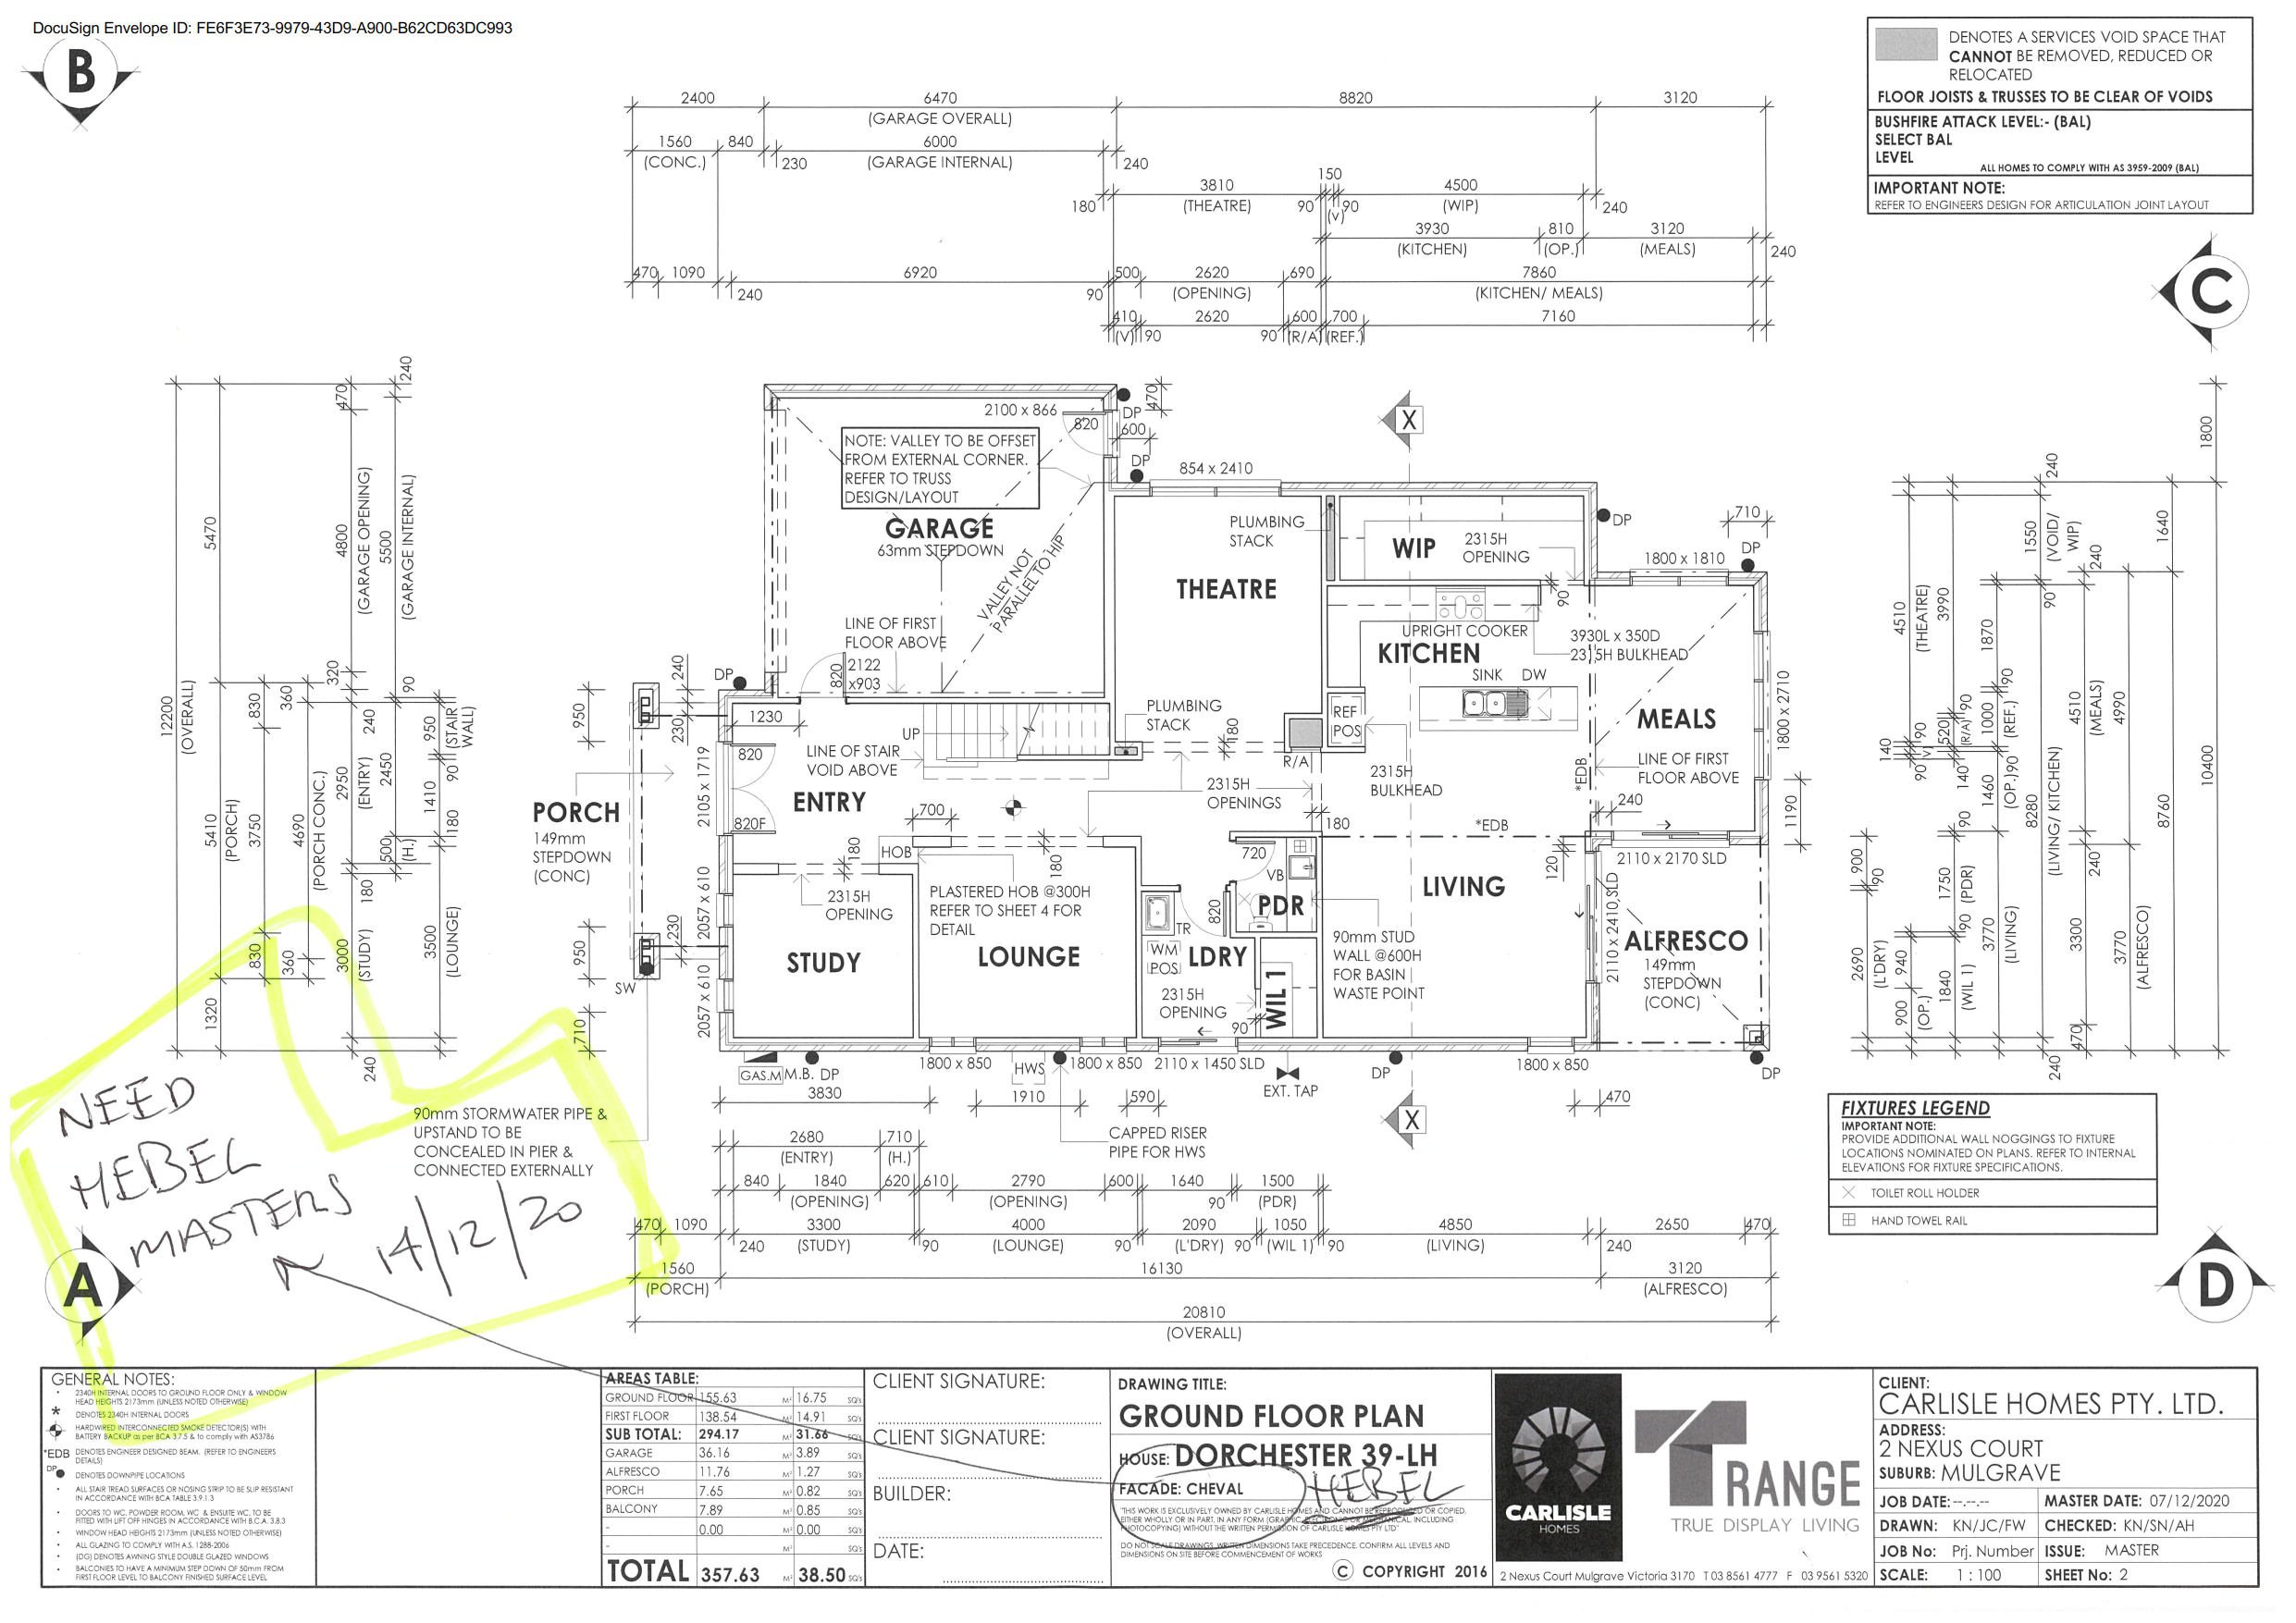 DocuSign Envelope ID: FE6F3E73-9979-43D9-A900-B62CD63DC993
B
DENOTES A SERVICES VOID SPACE THAT
CANNOT BE REMOVED, REDUCED OR
RELOCATED
FLOOR JOISTS & TRUSSES TO BE CLEAR OF VOIDS
BUSHFIRE ATTACK LEVEL:- (BAL)
SELECT BAL
LEVEL
ALL HOMES TO COMPLY WITH AS 3959-2009 (BAL)
IMPORTANT NOTE:
REFER TO ENGINEERS DESIGN FOR ARTICULATION JOINT LAYOUT
C
2400 6470 8820 3120
(GARAGE OVERALL)
1560 840 6000
(CONC.) 230 (GARAGE INTERNAL) 240
150
3810 4500
180 (THEATRE) 90 (V) 90 (WIP) 240
3930 810 3120
(KITCHEN) (OP.) (MEALS) 240
470 1090 6920 500 2620 690 7860
240 90 (OPENING) (KITCHEN/ MEALS)
410 2620 600 700 7160
(V) 90 90 (R/A) (REF.)
12200
(OVERALL)
5470
5410
(PORCH)
1320
830
3750
830
360
4690
(PORCH CONC.)
360
470
4800
(GARAGE OPENING)
320
240
2950
(ENTRY)
180
3000
(STUDY)
240
240
5500
(GARAGE INTERNAL)
90
2450
500
(H.)
950
(STAIR
WALL)
90
1410
180
3500
(LOUNGE)
2100 x 866
820
DP
470
600
DP
854 x 2410
NOTE: VALLEY TO BE OFFSET
FROM EXTERNAL CORNER.
REFER TO TRUSS
DESIGN/LAYOUT
GARAGE
63mm STEPDOWN
VALLEY NOT
PARALLEL TO HIP
LINE OF FIRST
FLOOR ABOVE
820
2122
x903
X
PLUMBING
STACK
THEATRE
WIP
2315H
OPENING
DP
710
DP
1800 x 1810
90
UPRIGHT COOKER
KITCHEN
3930L x 350D
2315H BULKHEAD
SINK DW
MEALS
1800 x 2710
LINE OF FIRST
FLOOR ABOVE
*EDB
240
1190
DP
240
950
230
1230
UP
PLUMBING
STACK
180
REF
POS
R/A
2315H
BULKHEAD
LINE OF STAIR
VOID ABOVE
820
2105 x 1719
ENTRY
820F
2315H
OPENINGS
180
*EDB
PORCH
149mm
STEPDOWN
(CONC)
700
180
HOB
180
720
VB
120
2110 x 2170 SLD
LIVING
PLASTERED HOB @300H
REFER TO SHEET 4 FOR
DETAIL
2315H
OPENING
2057 x 610
STUDY
LOUNGE
PDR
820
TR
WM
POS
LDRY
2315H
OPENING
90
WIL 1
90mm STUD
WALL @600H
FOR BASIN
WASTE POINT
2110 x 2410 SLD
ALFRESCO
149mm
STEPDOWN
(CONC)
230
950
SW
710
2057 x 610
GAS.M M.B. DP
1800 x 850
HWS
1800 x 850
2110 x 1450 SLD
EXT. TAP
DP
1800 x 850
DP
3830
1910
590
470
X
CAPPED RISER
PIPE FOR HWS
90mm STORMWATER PIPE &
UPSTAND TO BE
CONCEALED IN PIER &
CONNECTED EXTERNALLY
2680 710
(ENTRY) (H.)
840 1840 620 610 2790 600 1640 1500
(OPENING) (OPENING) 90 (PDR)
470 1090 3300 4000 2090 1050 4850 2650 470
240 (STUDY) 90 (LOUNGE) 90 (L'DRY) 90 (WIL 1) 90 (LIVING) 240
1560 16130 3120
(PORCH) (ALFRESCO)
20810
(OVERALL)
4510
(THEATRE)
140
90
(V)
90
900
90
2690
(L'DRY)
940
900
(OP.)
3990
520
(R/A)
90
140
90
1750
(PDR)
90
1840
(WIL 1)
1870
90
1000
(REF.)
90
1460
(OP.)
3770
(LIVING)
240
1550
(VOID/
WIP)
90
8280
(LIVING/ KITCHEN)
240
240
4510
(MEALS)
240
3300
470
4990
3770
(ALFRESCO)
1640
8760
1800
10400
NEED
HEBEL
MASTERS
14/12/20
A
D
FIXTURES LEGEND
IMPORTANT NOTE:
PROVIDE ADDITIONAL WALL NOGGINGS TO FIXTURE
LOCATIONS NOMINATED ON PLANS. REFER TO INTERNAL
ELEVATIONS FOR FIXTURE SPECIFICATIONS.
TOILET ROLL HOLDER
HAND TOWEL RAIL
GENERAL NOTES:
2340H INTERNAL DOORS TO GROUND FLOOR ONLY & WINDOW
HEAD HEIGHTS 2173mm (UNLESS NOTED OTHERWISE)
* DENOTES 2340H INTERNAL DOORS
HARDWIRED INTERCONNECTED SMOKE DETECTOR(S) WITH
BATTERY BACKUP as per BCA 3.7.5 & to comply with AS3786
*EDB DENOTES ENGINEER DESIGNED BEAM. (REFER TO ENGINEERS
DETAILS)
DP DENOTES DOWNPIPE LOCATIONS
ALL STAIR TREAD SURFACES OR NOSING STRIP TO BE SLIP RESISTANT
IN ACCORDANCE WITH BCA TABLE 3.9.1.3
DOORS TO WC, POWDER ROOM, WC & ENSUITE WC, TO BE
FITTED WITH LIFT OFF HINGES IN ACCORDANCE WITH B.C.A. 3.8.3
WINDOW HEAD HEIGHTS 2173mm (UNLESS NOTED OTHERWISE)
ALL GLAZING TO COMPLY WITH A.S. 1288-2006
(DG) DENOTES AWNING STYLE DOUBLE GLAZED WINDOWS
BALCONIES TO HAVE A MINIMUM STEP DOWN OF 50mm FROM
FIRST FLOOR LEVEL TO BALCONY FINISHED SURFACE LEVEL
AREAS TABLE:
GROUND FLOOR 155.63 M² 16.75 SQ's
FIRST FLOOR 138.54 M² 14.91 SQ's
SUB TOTAL: 294.17 M² 31.66 SQ's
GARAGE 36.16 M² 3.89 SQ's
ALFRESCO 11.76 M² 1.27 SQ's
PORCH 7.65 M² 0.82 SQ's
BALCONY 7.89 M² 0.85 SQ's
- 0.00 M² 0.00 SQ's
- M² SQ's
TOTAL 357.63 M² 38.50 SQ's
CLIENT SIGNATURE:
CLIENT SIGNATURE:
BUILDER:
DATE:
DRAWING TITLE:
GROUND FLOOR PLAN
HOUSE: DORCHESTER 39-LH
FACADE: CHEVAL
HEBEL
"THIS WORK IS EXCLUSIVELY OWNED BY CARLISLE HOMES AND CANNOT BE REPRODUCED OR COPIED,
EITHER WHOLLY OR IN PART, IN ANY FORM (GRAPHIC, ELECTRONIC OR MECHANICAL, INCLUDING
PHOTOCOPYING) WITHOUT THE WRITTEN PERMISSION OF CARLISLE HOMES PTY LTD"
DO NOT SCALE DRAWINGS, WRITTEN DIMENSIONS TAKE PRECEDENCE. CONFIRM ALL LEVELS AND
DIMENSIONS ON SITE BEFORE COMMENCEMENT OF WORKS
© COPYRIGHT 2016
CARLISLE
HOMES
T RANGE
TRUE DISPLAY LIVING
2 Nexus Court Mulgrave Victoria 3170 T 03 8561 4777 F 03 9561 5320
CLIENT:
CARLISLE HOMES PTY. LTD.
ADDRESS:
2 NEXUS COURT
SUBURB: MULGRAVE
JOB DATE: --.--.-- MASTER DATE: 07/12/2020
DRAWN: KN/JC/FW CHECKED: KN/SN/AH
JOB No: Prj. Number ISSUE: MASTER
SCALE: 1 : 100 SHEET No: 2